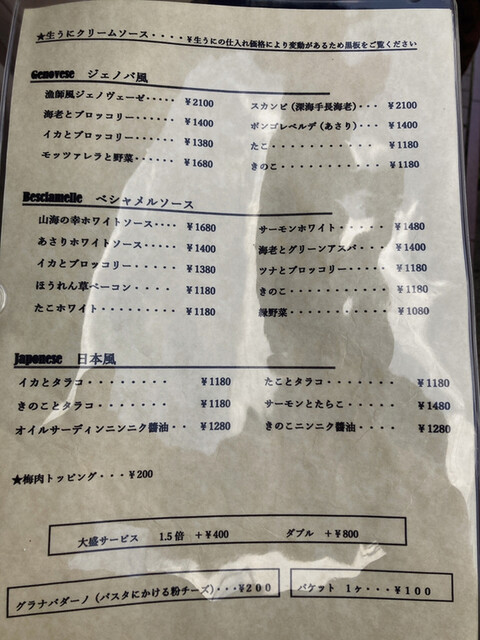 ★生うにクリームソース・・・・￥生うにの仕入れ価格により変動があるため黒板をご覧ください
Genovese ジェノバ風
漁師風ジェノヴェーゼ・・・・・ ￥2100
海老とブロッコリー・・・・・ ￥1400
イカとブロッコリー・・・・・ ￥1380
モッツァレラと野菜・・・・・・ ￥1680
スカンピ（深海手長海老）・・・ ￥2100
ボンゴレベルデ（あさり）・・・ ￥1400
たこ・・・・・・・・・・・・ ￥1180
きのこ・・・・・・・・・・・ ￥1180
Besciamelle ベシャメルソース
山海の幸ホワイトソース・・・・ ￥1680
あさりホワイトソース・・・・・ ￥1400
イカとブロッコリー・・・・・ ￥1380
ほうれん草ベーコン・・・・・ ￥1180
たこホワイト・・・・・・・・・ ￥1180
サーモンホワイト・・・・・・ ￥1480
海老とグリーンアスパ・・・・ ￥1400
ツナとブロッコリー・・・・・ ￥1180
きのこ・・・・・・・・・・・ ￥1180
緑野菜・・・・・・・・・・・ ￥1080
Japonese 日本風
イカとタラコ・・・・・・・・ ￥1180
きのことタラコ・・・・・・・ ￥1180
オイルサーディンニンニク醤油・・ ￥1280
たことタラコ・・・・・・・・ ￥1180
サーモンとたらこ・・・・・・ ￥1480
きのこニンニク醤油・・・・・ ￥1280
★梅肉トッピング・・・・￥200
大盛サービス 1.5倍 ＋￥400 ダブル ＋￥800
グラナパダーノ（パスタにかける粉チーズ）・・・￥200
バケット 1ヶ・・・￥100